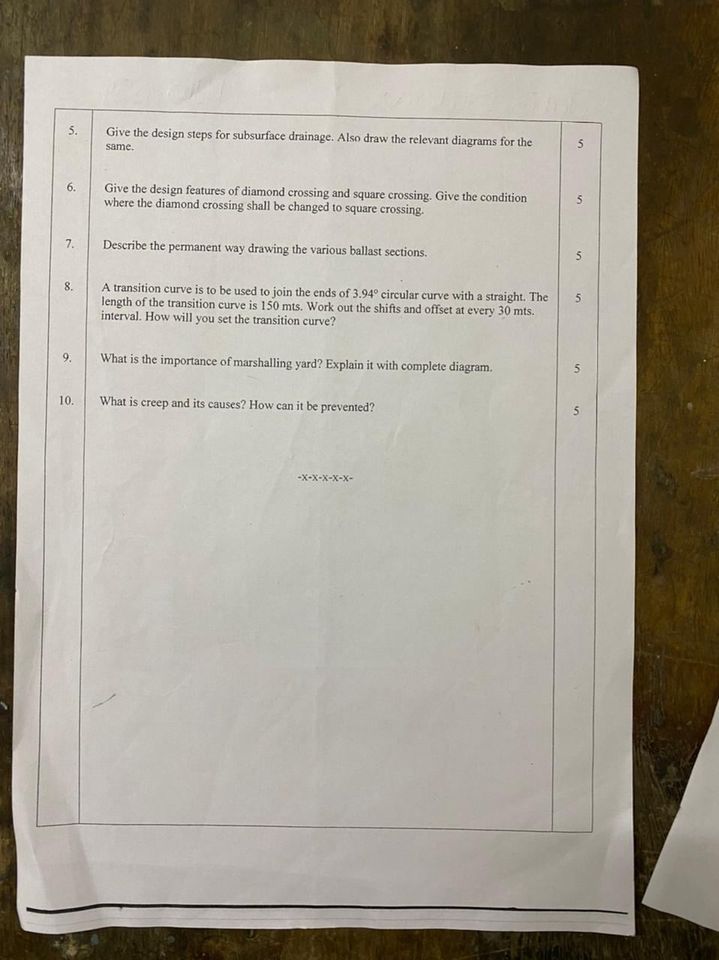 5. Give the design steps for subsurface drainage. Also draw the relevant diagrams for the 5
same.
6. Give the design features of diamond crossing and square crossing. Give the condition 5
where the diamond crossing shall be changed to square crossing.
7. Describe the permanent way drawing the various ballast sections. 5
8. A transition curve is to be used to join the ends of 3.94° circular curve with a straight. The 5
length of the transition curve is 150 mts. Work out the shifts and offset at every 30 mts.
interval. How will you set the transition curve?
9. What is the importance of marshalling yard? Explain it with complete diagram. 5
10. What is creep and its causes? How can it be prevented? 5
-x-x-x-x-x-